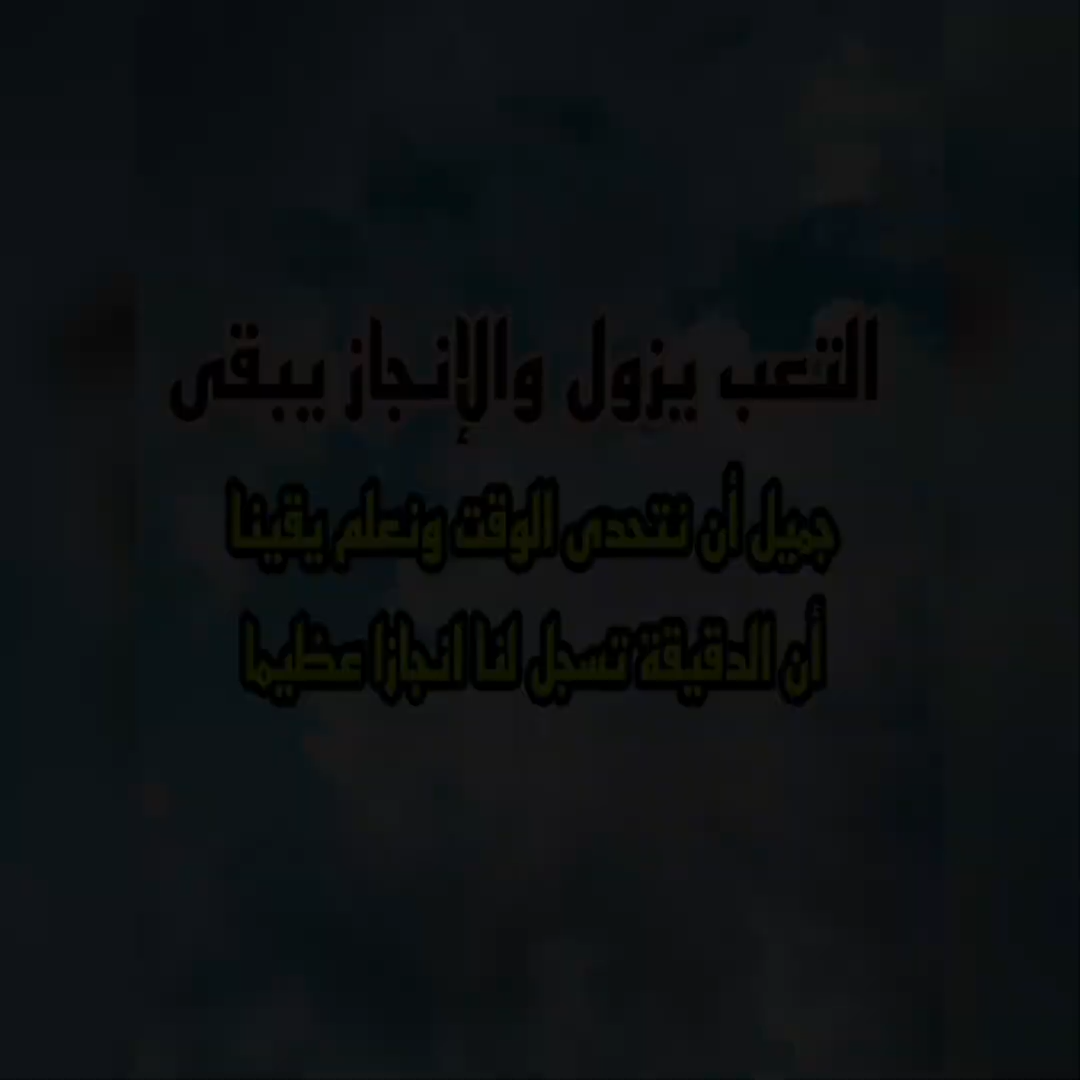 التعب يزول والإنجاز يبقى
جميل أن نتحدى الوقت ونعلم يقينا
أن الدقيقة تسجل لنا انجازا عظيما